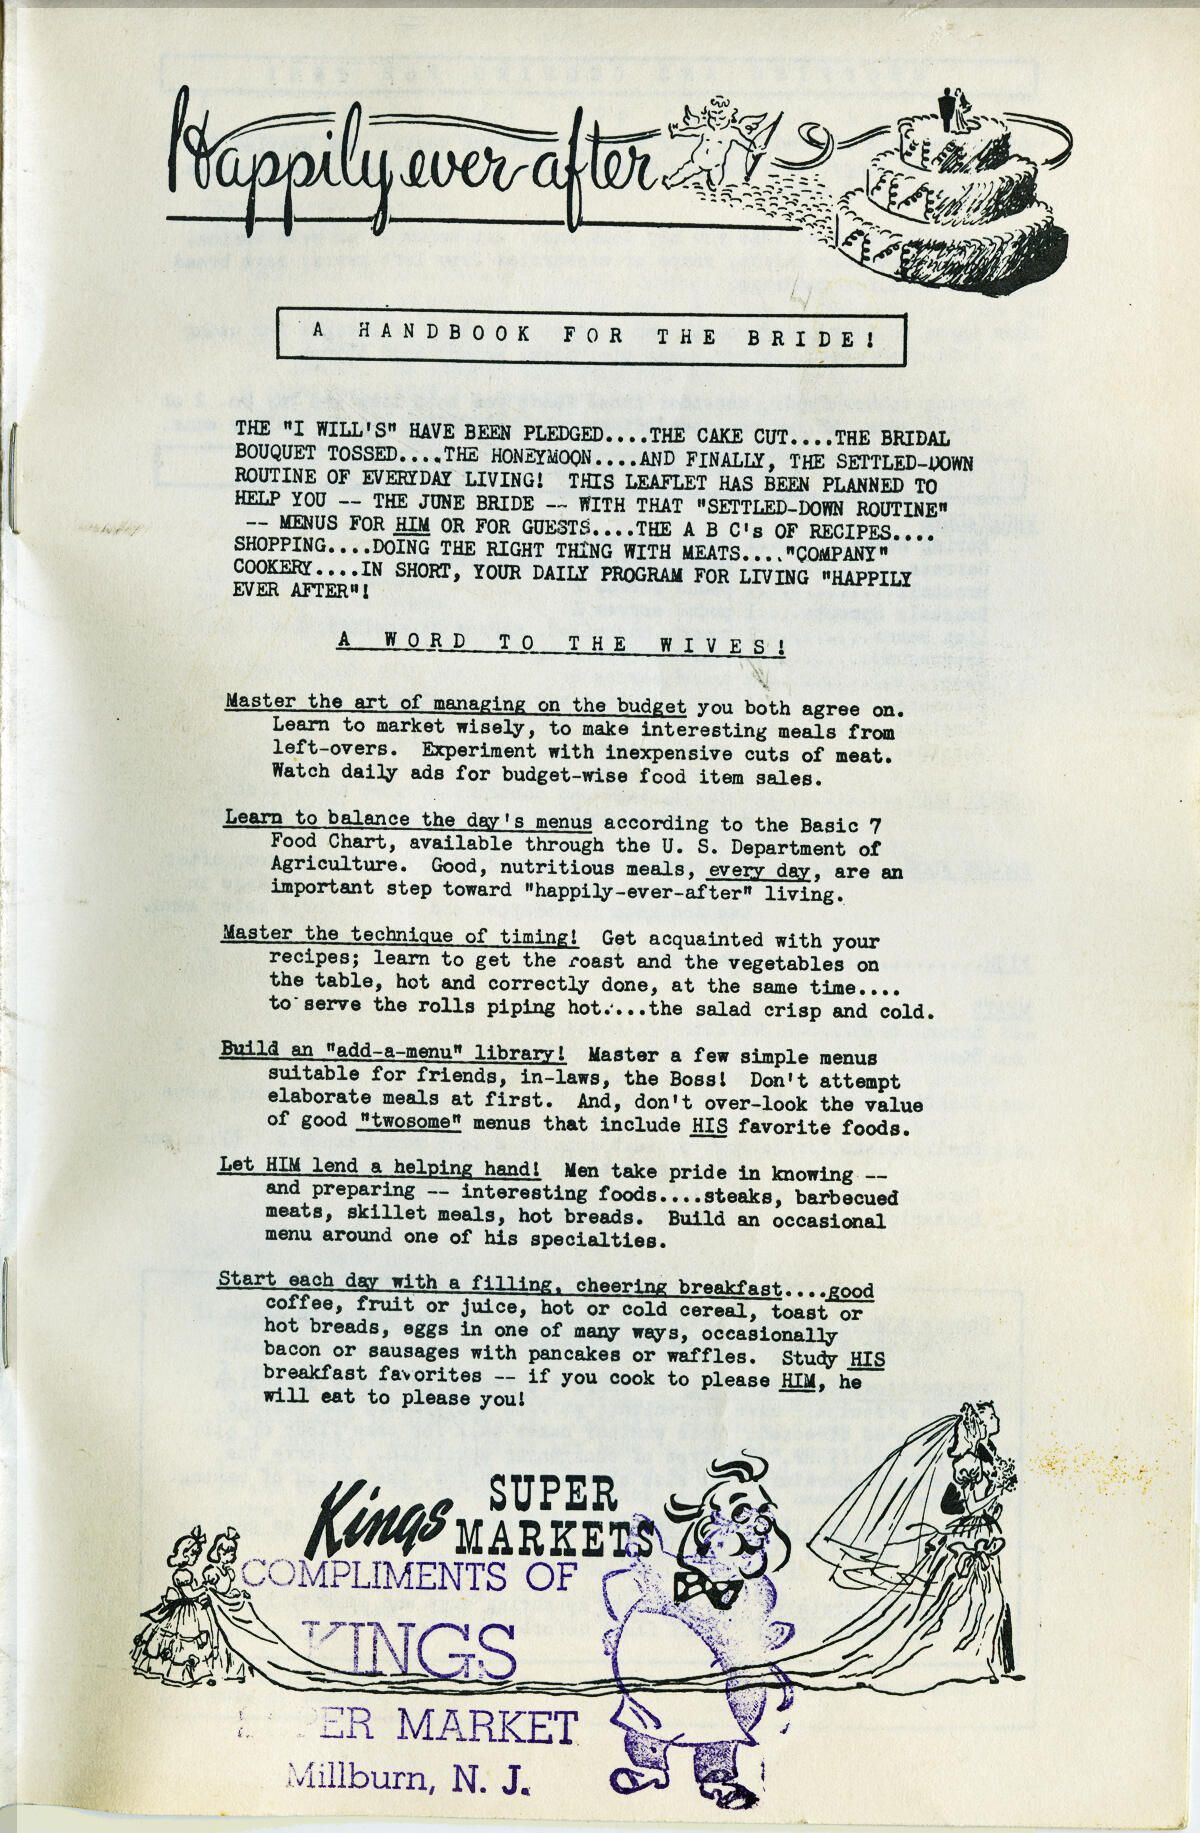 Happily ever-after
A HANDBOOK FOR THE BRIDE!
THE "I WILL'S" HAVE BEEN PLEDGED....THE CAKE CUT....THE BRIDAL
BOUQUET TOSSED....THE HONEYMOON....AND FINALLY, THE SETTLED-DOWN
ROUTINE OF EVERYDAY LIVING! THIS LEAFLET HAS BEEN PLANNED TO
HELP YOU -- THE JUNE BRIDE -- WITH THAT "SETTLED-DOWN ROUTINE"
-- MENUS FOR HIM OR FOR GUESTS....THE A B C's OF RECIPES....
SHOPPING....DOING THE RIGHT THING WITH MEATS...."COMPANY"
COOKERY....IN SHORT, YOUR DAILY PROGRAM FOR LIVING "HAPPILY
EVER AFTER"!
A WORD TO THE WIVES!
Master the art of managing on the budget you both agree on.
Learn to market wisely, to make interesting meals from
left-overs. Experiment with inexpensive cuts of meat.
Watch daily ads for budget-wise food item sales.
Learn to balance the day's menus according to the Basic 7
Food Chart, available through the U. S. Department of
Agriculture. Good, nutritious meals, every day, are an
important step toward "happily-ever-after" living.
Master the technique of timing! Get acquainted with your
recipes; learn to get the roast and the vegetables on
the table, hot and correctly done, at the same time....
to serve the rolls piping hot.....the salad crisp and cold.
Build an "add-a-menu" library! Master a few simple menus
suitable for friends, in-laws, the Boss! Don't attempt
elaborate meals at first. And, don't over-look the value
of good "twosome" menus that include HIS favorite foods.
Let HIM lend a helping hand! Men take pride in knowing --
and preparing -- interesting foods....steaks, barbecued
meats, skillet meals, hot breads. Build an occasional
menu around one of his specialties.
Start each day with a filling, cheering breakfast....good
coffee, fruit or juice, hot or cold cereal, toast or
hot breads, eggs in one of many ways, occasionally
bacon or sausages with pancakes or waffles. Study HIS
breakfast favorites -- if you cook to please HIM, he
will eat to please you!
Kings SUPER
MARKETS
COMPLIMENTS OF
KINGS
SUPER MARKET
Millburn, N. J.